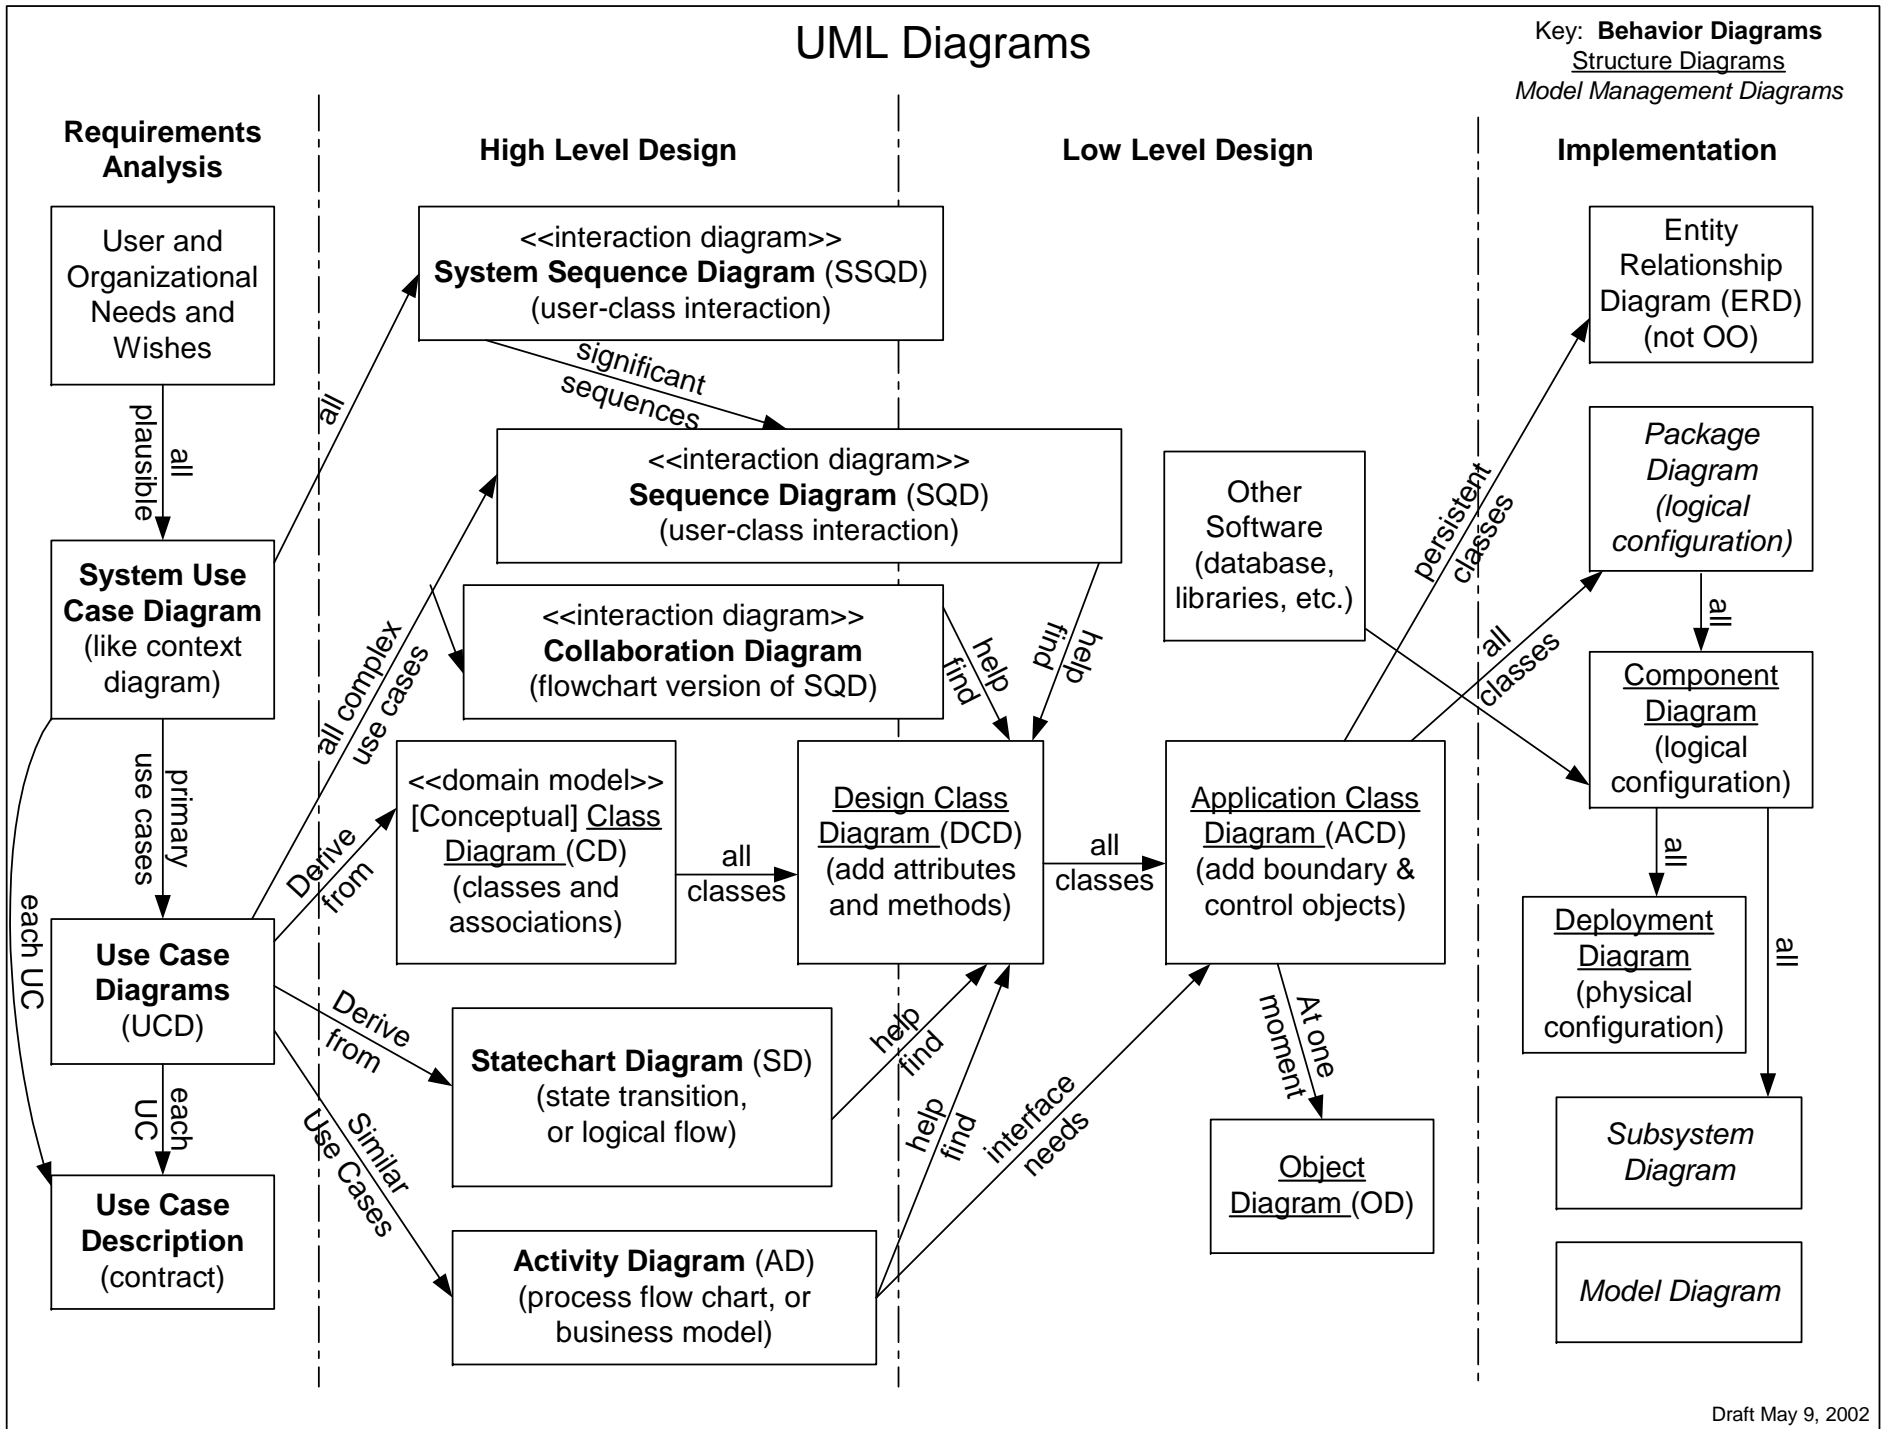 UML Diagrams
Key: Behavior Diagrams
Structure Diagrams
Model Management Diagrams
Requirements
Analysis
High Level Design
Low Level Design
Implementation
User and
Organizational
Needs and
Wishes
all
plausible
System Use
Case Diagram
(like context
diagram)
primary
use cases
each UC
Use Case
Diagrams
(UCD)
each
UC
Use Case
Description
(contract)
all
<<interaction diagram>>
System Sequence Diagram (SSQD)
(user-class interaction)
significant
sequences
<<interaction diagram>>
Sequence Diagram (SQD)
(user-class interaction)
all complex
use cases
<<interaction diagram>>
Collaboration Diagram
(flowchart version of SQD)
help
find
help
find
Derive
from
<<domain model>>
[Conceptual] Class
Diagram (CD)
(classes and
associations)
all
classes
Design Class
Diagram (DCD)
(add attributes
and methods)
all
classes
Derive
from
Statechart Diagram (SD)
(state transition,
or logical flow)
help
find
Similar
Use Cases
Activity Diagram (AD)
(process flow chart, or
business model)
help
find
interface
needs
Other
Software
(database,
libraries, etc.)
Application Class
Diagram (ACD)
(add boundary &
control objects)
At one
moment
Object
Diagram (OD)
persistent
classes
all
classes
Entity
Relationship
Diagram (ERD)
(not OO)
Package
Diagram
(logical
configuration)
all
Component
Diagram
(logical
configuration)
all
all
Deployment
Diagram
(physical
configuration)
Subsystem
Diagram
Model Diagram
Draft May 9, 2002